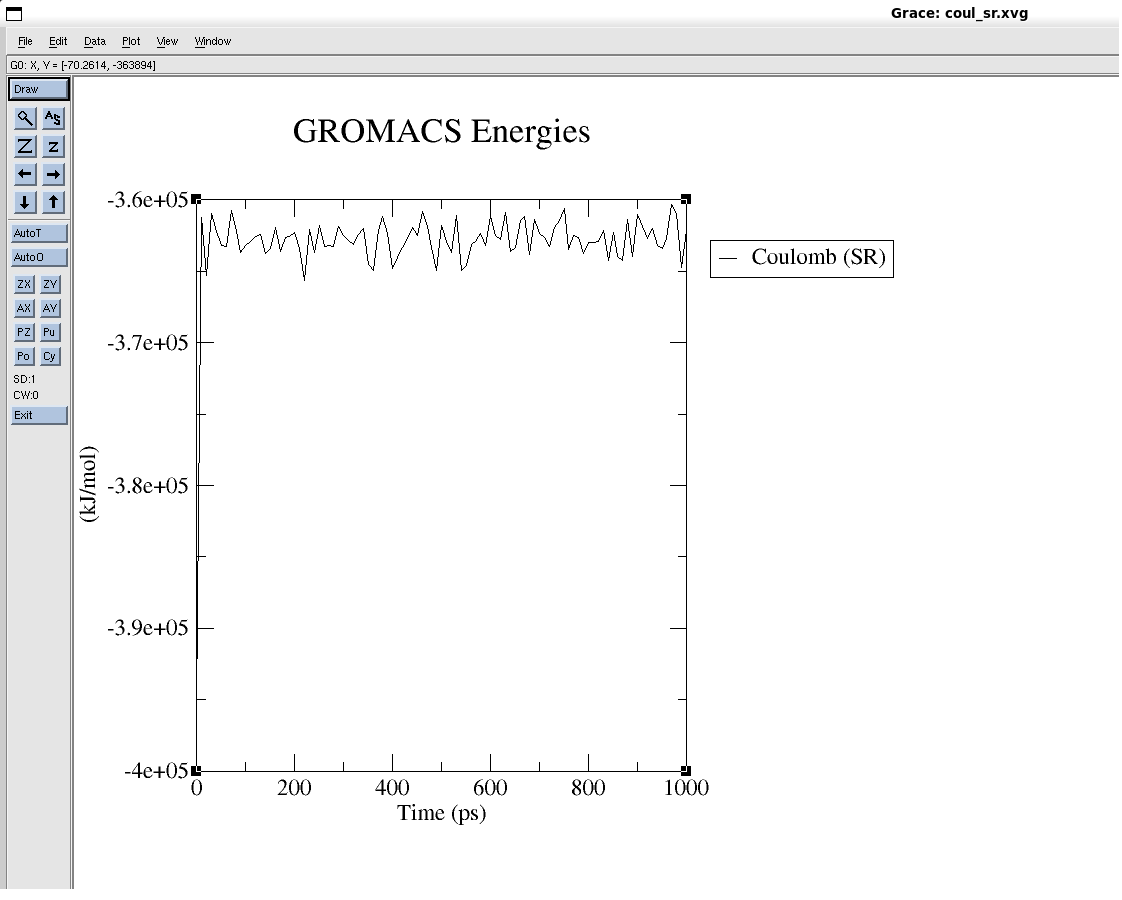 Grace: coul_sr.xvg
File Edit Data Plot View Window
G0: X, Y = [-70.2614, -363894]
Draw
AS
Z z
AutoT
AutoO
ZX ZY
AX AY
PZ Pu
Po Cy
SD:1
CW:0
Exit
GROMACS Energies
-3.6e+05
-3.7e+05
-3.8e+05
-3.9e+05
-4e+05
(kJ/mol)
0 200 400 600 800 1000
Time (ps)
Coulomb (SR)